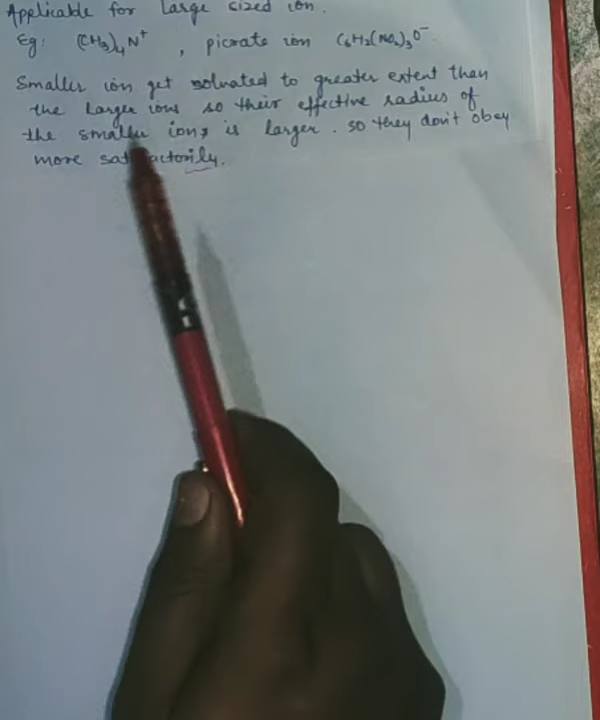 Applicable for Large sized ion.
Eg: (CH3)4N+ , picrate ion C6H2(NO2)3O-
Smaller ion get solvated to greater extent than
the larger ions so their effective radius of
the smaller ions is larger. so they don't obey
more satisfactorily.